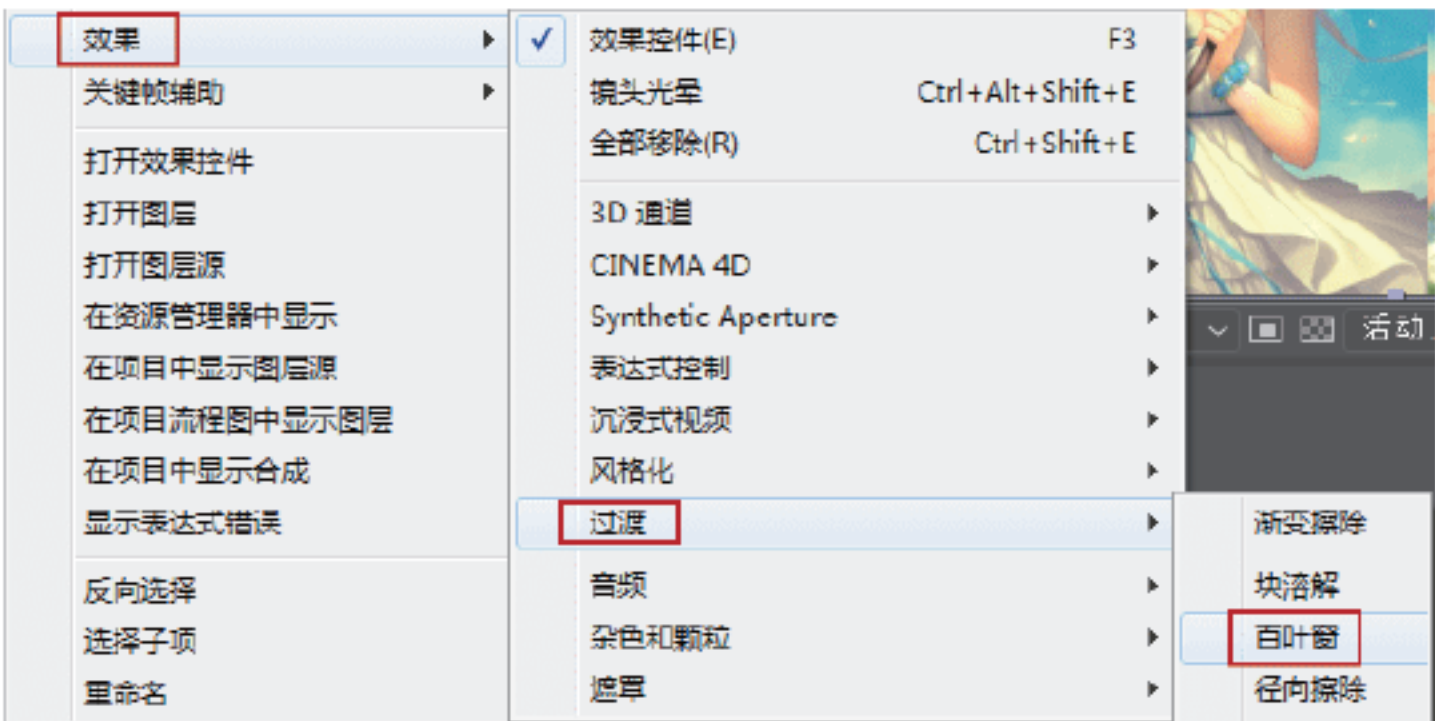 效果
关键帧辅助
打开效果控件
打开图层
打开图层源
在资源管理器中显示
在项目中显示图层源
在项目流程图中显示图层
在项目中显示合成
显示表达式错误
反向选择
选择子项
重命名
效果控件(E) F3
镜头光晕 Ctrl+Alt+Shift+E
全部移除(R) Ctrl+Shift+E
3D 通道
CINEMA 4D
Synthetic Aperture
表达式控制
沉浸式视频
风格化
过渡
音频
杂色和颗粒
遮罩
渐变擦除
块溶解
百叶窗
径向擦除
活动